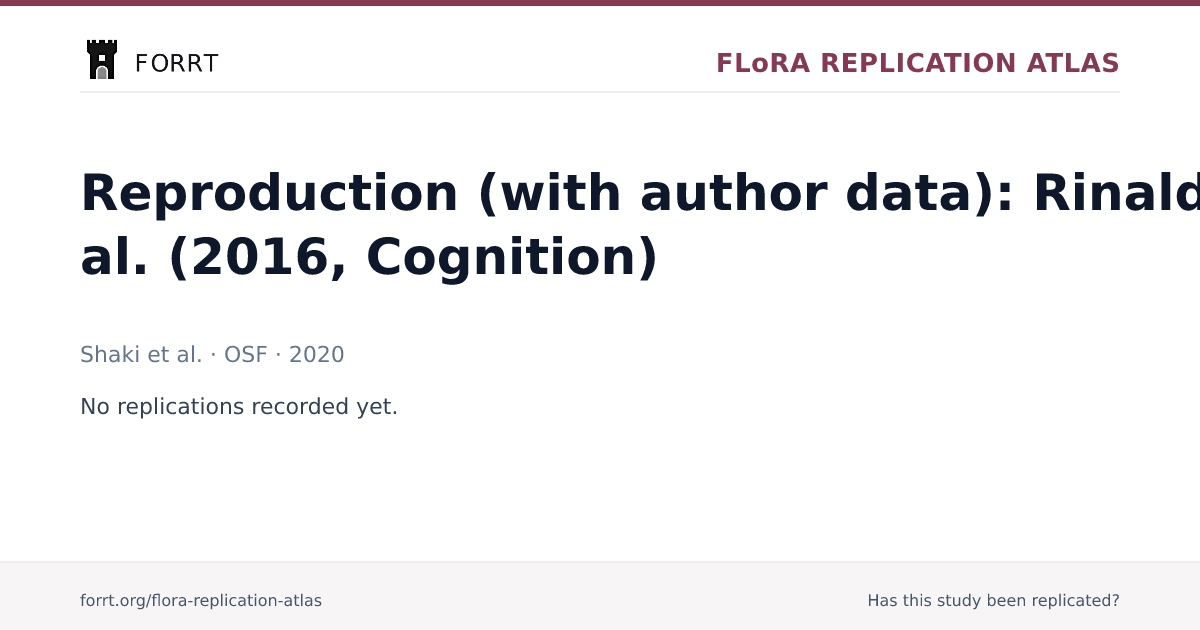 FORRT
FLoRA REPLICATION ATLAS
Reproduction (with author data): Rinald
al. (2016, Cognition)
Shaki et al. · OSF · 2020
No replications recorded yet.
forrt.org/flora-replication-atlas
Has this study been replicated?